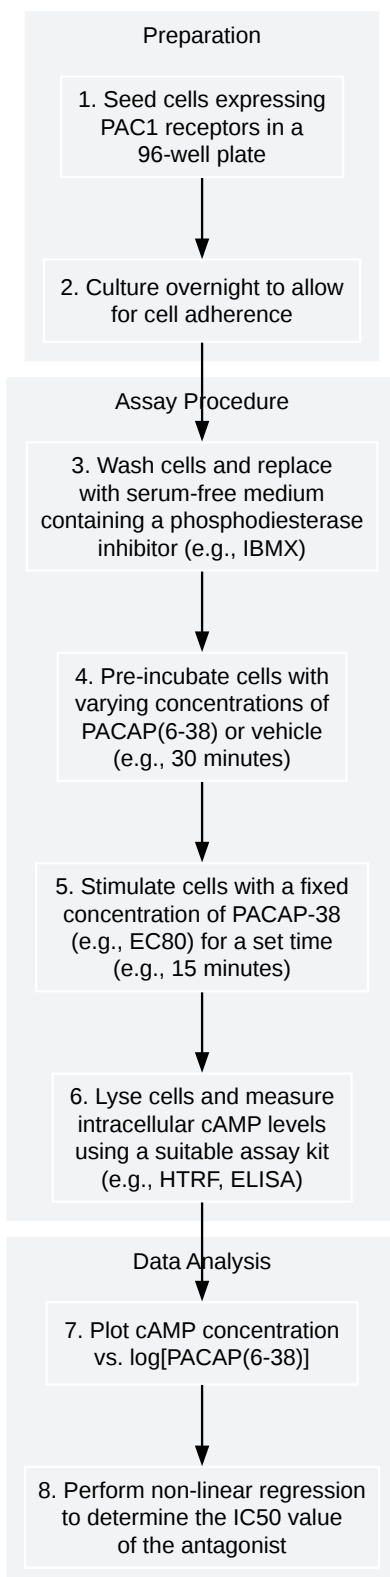 Preparation
1. Seed cells expressing
PAC1 receptors in a
96-well plate
2. Culture overnight to allow
for cell adherence
Assay Procedure
3. Wash cells and replace
with serum-free medium
containing a phosphodiesterase
inhibitor (e.g., IBMX)
4. Pre-incubate cells with
varying concentrations of
PACAP(6-38) or vehicle
(e.g., 30 minutes)
5. Stimulate cells with a fixed
concentration of PACAP-38
(e.g., EC80) for a set time
(e.g., 15 minutes)
6. Lyse cells and measure
intracellular cAMP levels
using a suitable assay kit
(e.g., HTRF, ELISA)
Data Analysis
7. Plot cAMP concentration
vs. log[PACAP(6-38)]
8. Perform non-linear regression
to determine the IC50 value
of the antagonist